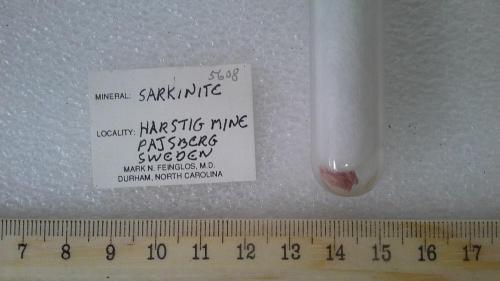 5608
MINERAL: SARKINITE
LOCALITY: HARSTIG MINE
PAJSBERG
SWEDEN
MARK N. FEINGLOS, M.D.
DURHAM, NORTH CAROLINA
7 8 9 10 11 12 13 14 15 16 17